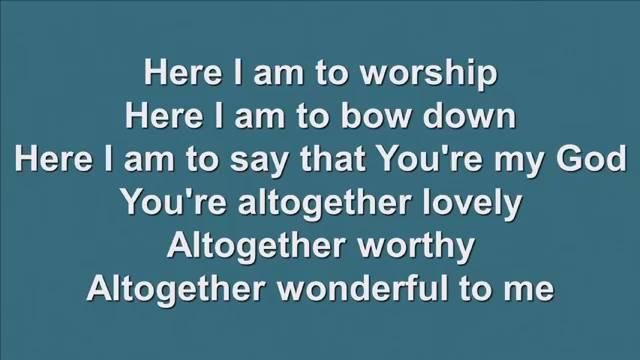 Here I am to worship
Here I am to bow down
Here I am to say that You're my God
You're altogether lovely
Altogether worthy
Altogether wonderful to me